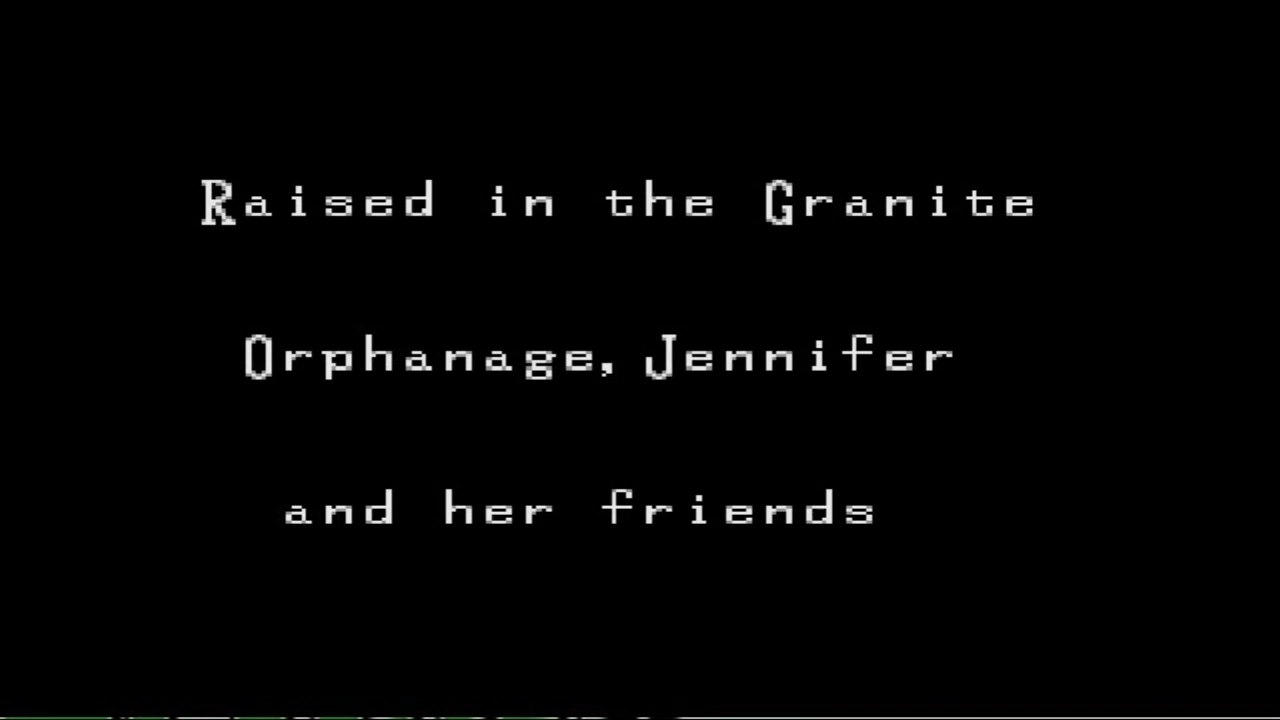 Raised in the Granite
Orphanage, Jennifer
and her friends